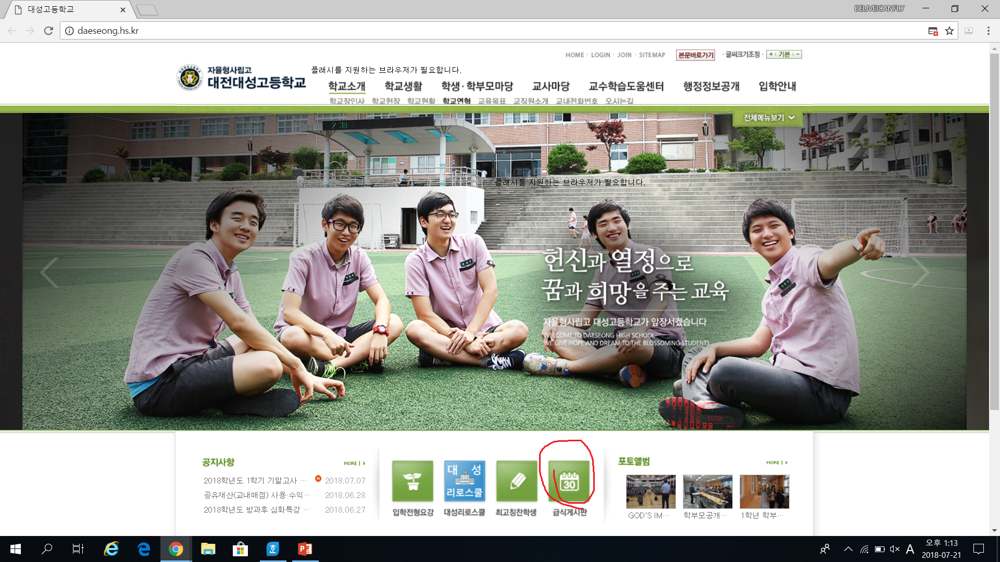 대성고등학교
BELIVEICANFLY
daeseong.hs.kr
HOME LOGIN JOIN SITEMAP 본문바로가기 · 글씨크기조정 · + 기본 -
자율형사립고
대전대성고등학교
플래시를 지원하는 브라우저가 필요합니다.
학교소개 학교생활 학생·학부모마당 교사마당 교수학습도움센터 행정정보공개 입학안내
학교장인사 학교헌장 학교현황 학교연혁 교육목표 교직원소개 교내전화번호 오시는길
전체메뉴보기
플래시를 지원하는 브라우저가 필요합니다.
헌신과 열정으로
꿈과 희망을 주는 교육
자율형사립고 대성고등학교가 앞장서겠습니다
WELCOME TO DAESEONG HIGH SCHOOL
WE GIVE HOPE AND DREAM TO THE BLOSSOMING STUDENTS
공지사항 MORE
2018학년도 1학기 기말고사 ··· N 2018.07.07
공유재산(교내매점) 사용·수익··· 2018.06.28
2018학년도 방과후 심화특강 ··· 2018.06.27
대 성
리로스쿨
30
입학전형요강 대성리로스쿨 최고칭찬학생 급식게시판
포토앨범 MORE
GOD'S IM··· 학부모공개··· 1학년 학부···
A
오후 1:13
2018-07-21